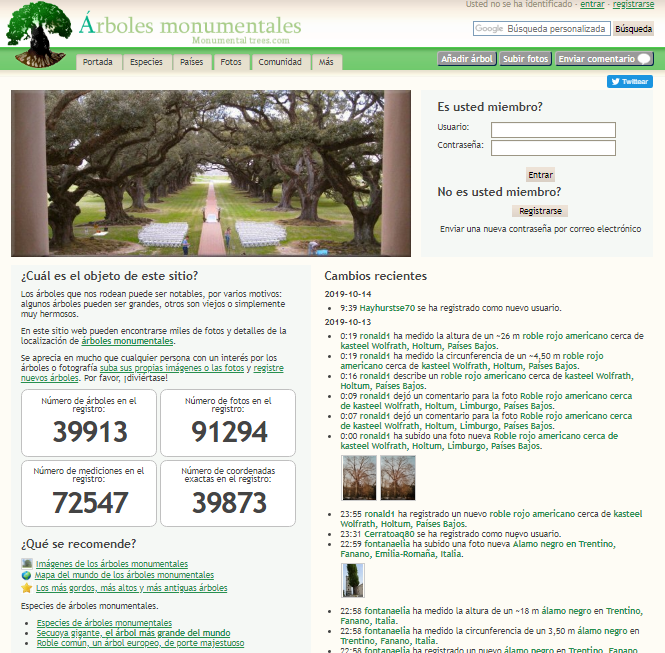 Usted no se ha identificado · entrar · registrarse
Árboles monumentales
Monumental trees.com
Google Búsqueda personalizada Búsqueda
Portada Especies Países Fotos Comunidad Más
Añadir árbol Subir fotos Enviar comentario
Twittear
Es usted miembro?
Usuario:
Contraseña:
Entrar
No es usted miembro?
Registrarse
Enviar una nueva contraseña por correo electrónico
¿Cuál es el objeto de este sitio?
Los árboles que nos rodean puede ser notables, por varios motivos:
algunos árboles pueden ser grandes, otros son viejos o simplemente
muy hermosos.
En este sitio web pueden encontrarse miles de fotos y detalles de la
localización de árboles monumentales.
Se aprecia en mucho que cualquier persona con un interés por los
árboles o fotografía suba sus propias imágenes o las fotos y registre
nuevos árboles. Por favor, ¡diviértase!
Número de árboles en el
registro:
39913
Número de fotos en el
registro:
91294
Número de mediciones en el
registro:
72547
Número de coordenadas
exactas en el registro:
39873
¿Qué se recomende?
Imágenes de los árboles monumentales
Mapa del mundo de los árboles monumentales
Los más gordos, más altos y más antiguas árboles
Especies de árboles monumentales.
Especies de árboles monumentales
Secuoya gigante, el árbol más grande del mundo
Roble común, un árbol europeo, de porte majestuoso
Cambios recientes
2019-10-14
9:39 Hayhurstse70 se ha registrado como nuevo usuario.
2019-10-13
0:19 ronald1 ha medido la altura de un ~26 m roble rojo americano cerca de
kasteel Wolfrath, Holtum, Países Bajos.
0:19 ronald1 ha medido la circunferencia de un ~4,50 m roble rojo
americano cerca de kasteel Wolfrath, Holtum, Países Bajos.
0:16 ronald1 describe un roble rojo americano cerca de kasteel Wolfrath,
Holtum, Países Bajos.
0:09 ronald1 dejó un comentario para la foto Roble rojo americano cerca
de kasteel Wolfrath, Holtum, Limburgo, Países Bajos.
0:07 ronald1 dejó un comentario para la foto Roble rojo americano cerca
de kasteel Wolfrath, Holtum, Limburgo, Países Bajos.
0:00 ronald1 ha subido una foto nueva Roble rojo americano cerca de
kasteel Wolfrath, Holtum, Limburgo, Países Bajos.
23:55 ronald1 ha registrado un nuevo roble rojo americano cerca de kasteel
Wolfrath, Holtum, Países Bajos.
23:31 Cerratoaq80 se ha registrado como nuevo usuario.
22:59 fontanaelia ha subido una foto nueva Álamo negro en Trentino,
Fanano, Emilia-Romaña, Italia.
22:58 fontanaelia ha medido la altura de un ~18 m álamo negro en Trentino,
Fanano, Italia.
22:58 fontanaelia ha medido la circunferencia de un 3,50 m álamo negro en
Trentino, Fanano, Italia.
22:58 fontanaelia ha registrado un nuevo álamo negro en Trentino, Fanano,